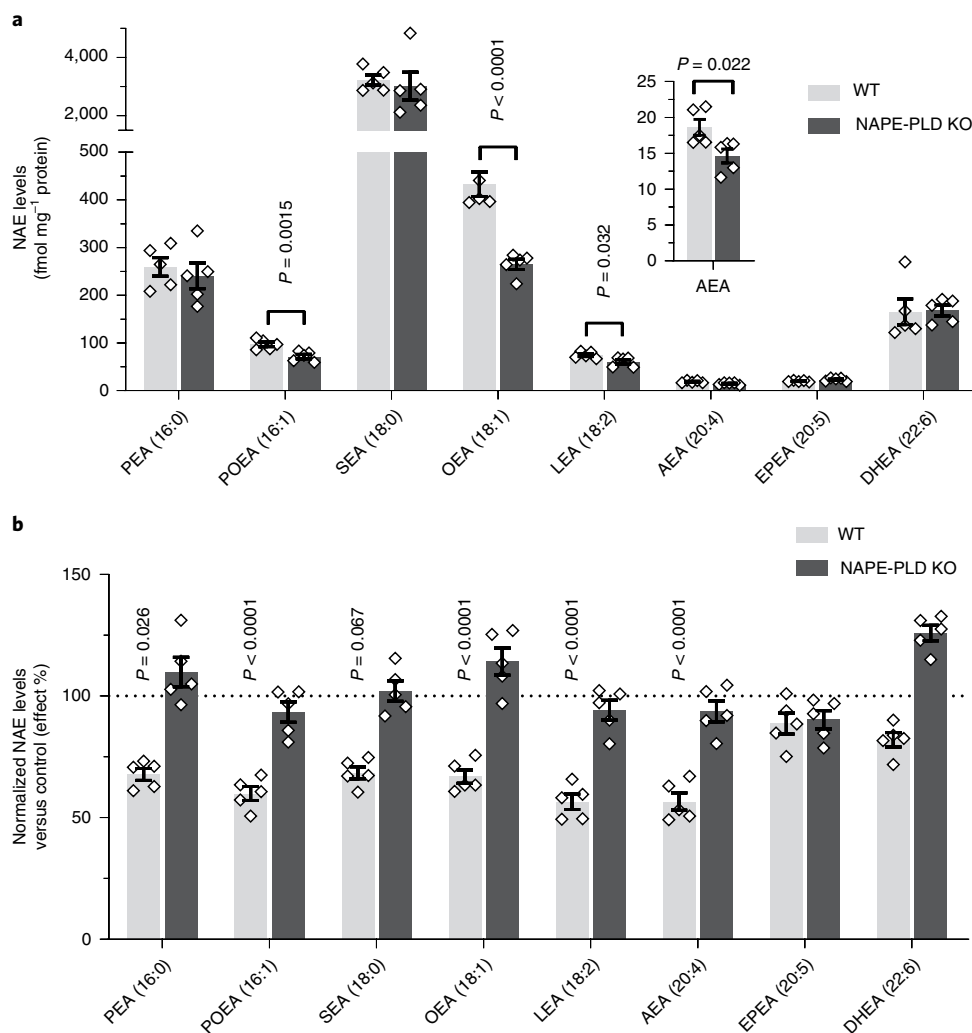 a
NAE levels
(fmol mg⁻¹ protein)
4,000
2,000
500
400
300
200
100
0
P = 0.0015
P < 0.0001
P = 0.032
P = 0.022
25
20
15
10
5
0
AEA
WT
NAPE-PLD KO
PEA (16:0)
POEA (16:1)
SEA (18:0)
OEA (18:1)
LEA (18:2)
AEA (20:4)
EPEA (20:5)
DHEA (22:6)
b
WT
NAPE-PLD KO
Normalized NAE levels
versus control (effect %)
150
100
50
0
P = 0.026
P < 0.0001
P = 0.067
P < 0.0001
P < 0.0001
P < 0.0001
PEA (16:0)
POEA (16:1)
SEA (18:0)
OEA (18:1)
LEA (18:2)
AEA (20:4)
EPEA (20:5)
DHEA (22:6)